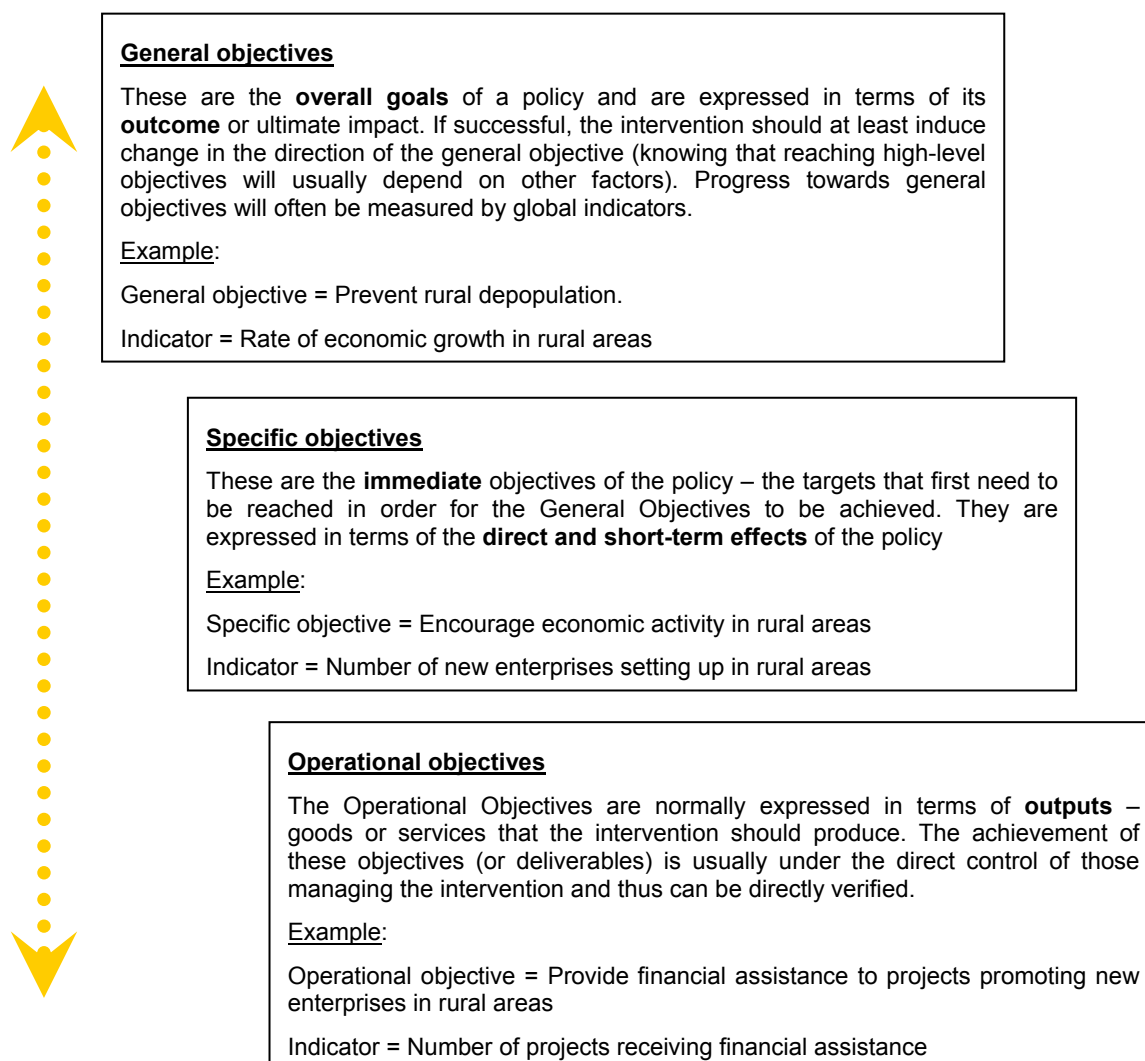 General objectives
These are the overall goals of a policy and are expressed in terms of its
outcome or ultimate impact. If successful, the intervention should at least induce
change in the direction of the general objective (knowing that reaching high-level
objectives will usually depend on other factors). Progress towards general
objectives will often be measured by global indicators.
Example:
General objective = Prevent rural depopulation.
Indicator = Rate of economic growth in rural areas
Specific objectives
These are the immediate objectives of the policy – the targets that first need to
be reached in order for the General Objectives to be achieved. They are
expressed in terms of the direct and short-term effects of the policy
Example:
Specific objective = Encourage economic activity in rural areas
Indicator = Number of new enterprises setting up in rural areas
Operational objectives
The Operational Objectives are normally expressed in terms of outputs –
goods or services that the intervention should produce. The achievement of
these objectives (or deliverables) is usually under the direct control of those
managing the intervention and thus can be directly verified.
Example:
Operational objective = Provide financial assistance to projects promoting new
enterprises in rural areas
Indicator = Number of projects receiving financial assistance